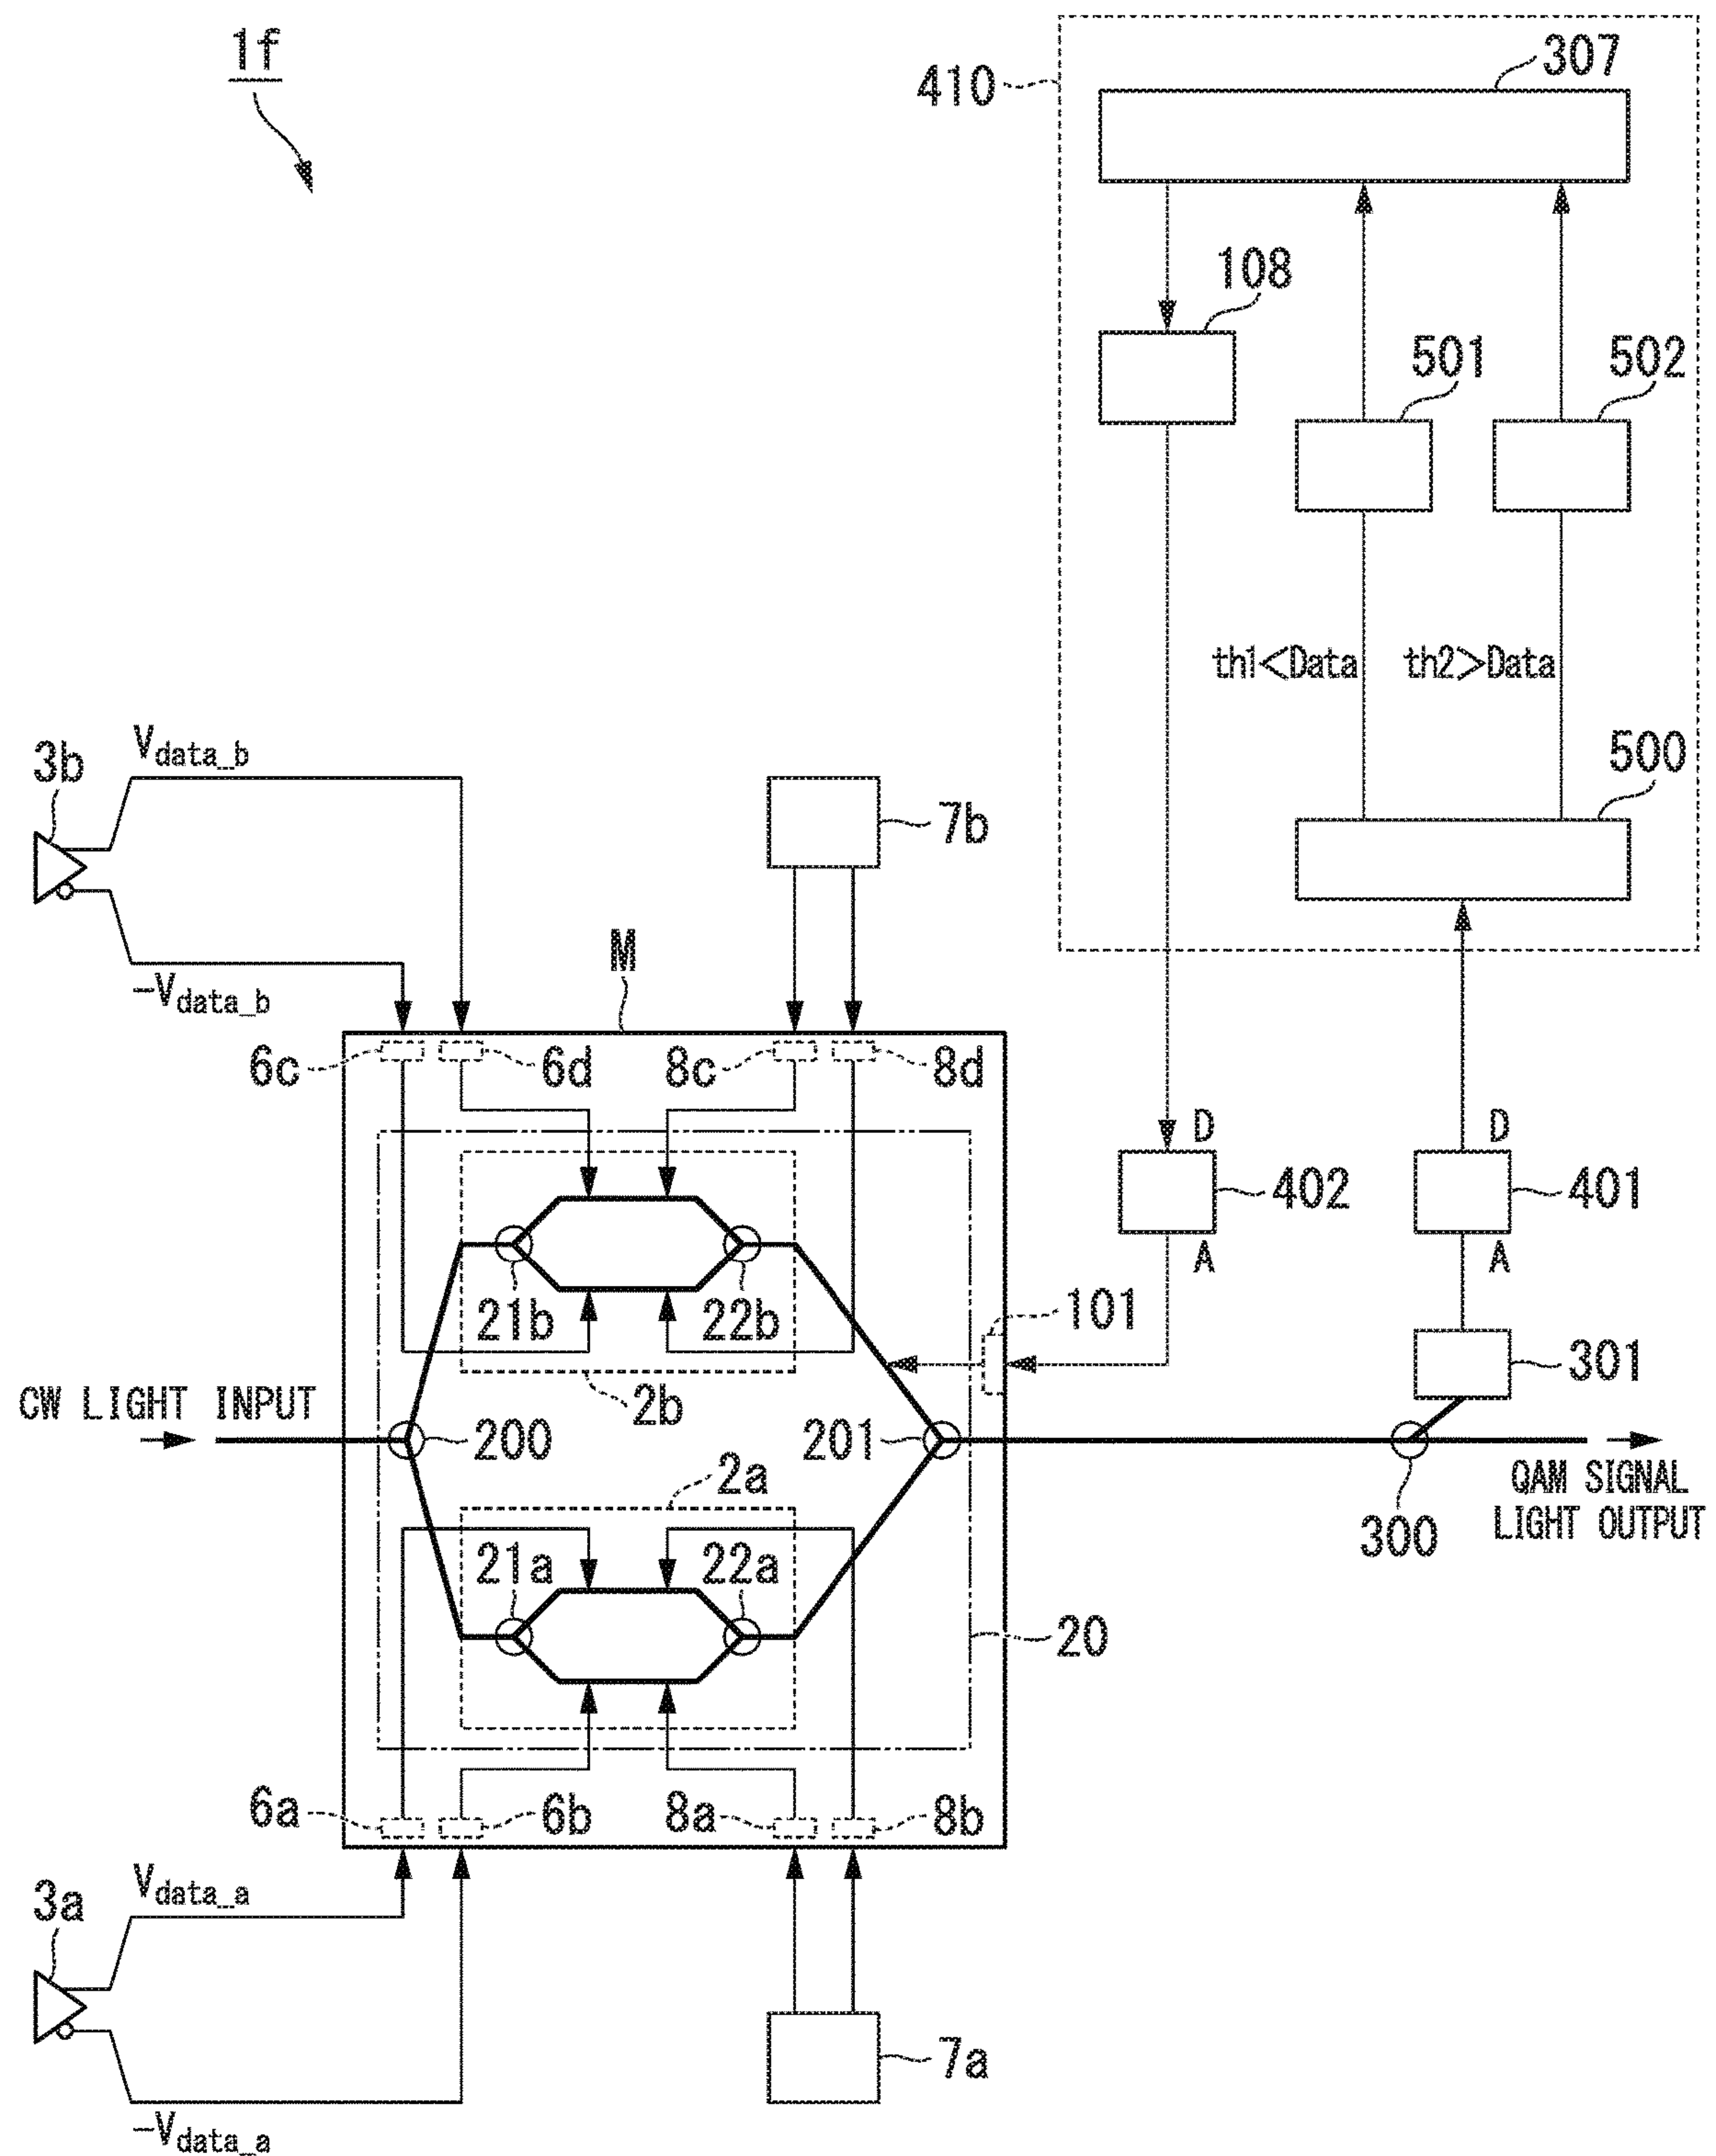 1f
410
307
108
501
502
th1<Data
th2>Data
500
3b
Vdata_b
-Vdata_b
7b
M
6c
6d
8c
8d
D
A
402
D
A
401
21b
22b
101
2b
301
CW LIGHT INPUT
200
201
2a
300
QAM SIGNAL
LIGHT OUTPUT
21a
22a
20
6a
6b
8a
8b
3a
Vdata_a
-Vdata_a
7a